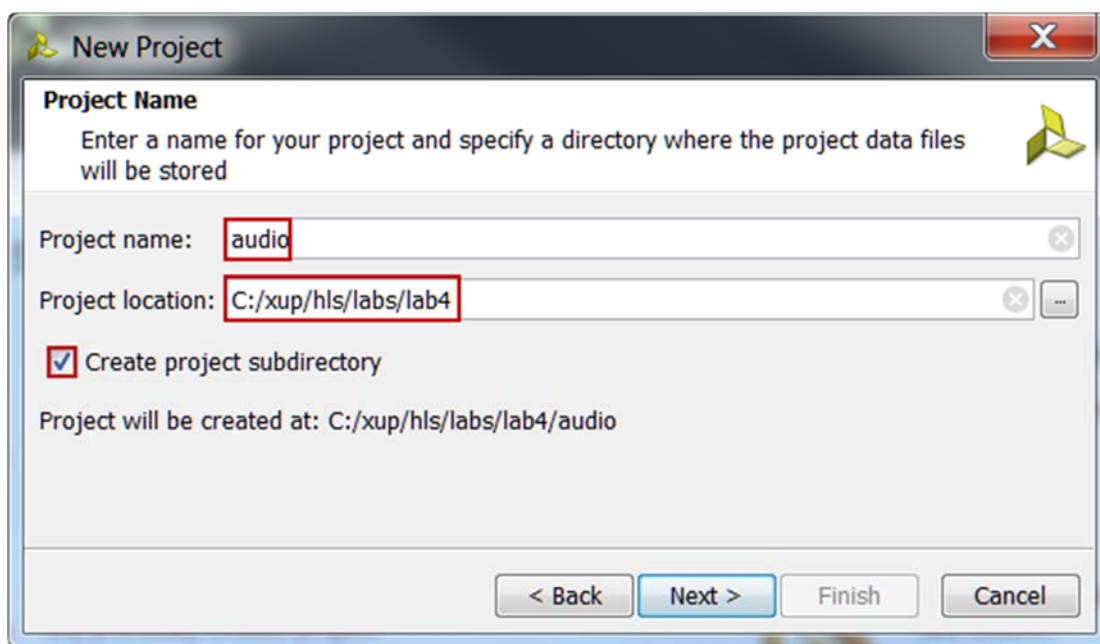 New Project
Project Name
Enter a name for your project and specify a directory where the project data files
will be stored
Project name: audio
Project location: C:/xup/hls/labs/lab4 ...
Create project subdirectory
Project will be created at: C:/xup/hls/labs/lab4/audio
< Back Next > Finish Cancel